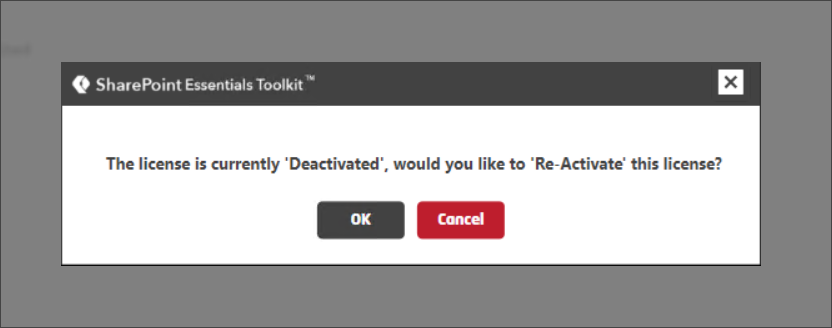 SharePoint Essentials Toolkit™
The license is currently 'Deactivated', would you like to 'Re-Activate' this license?
OK Cancel